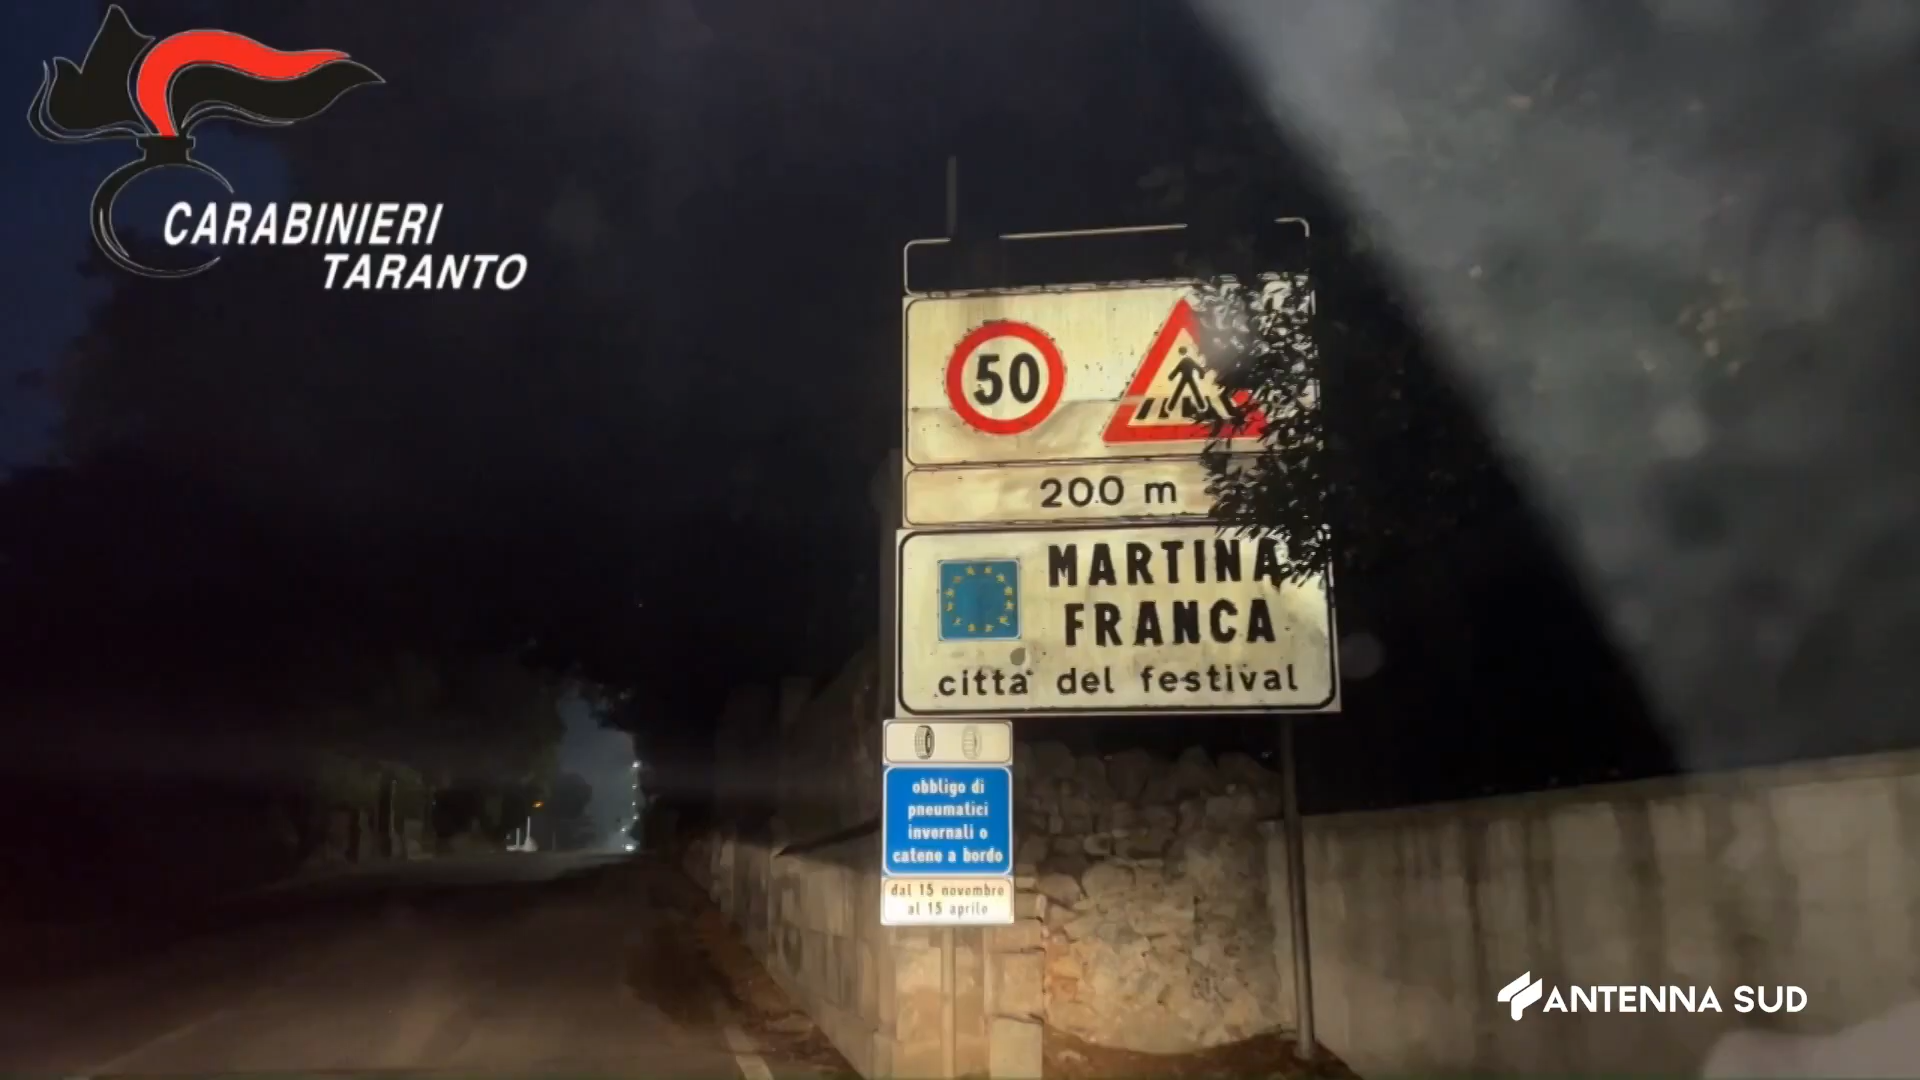 CARABINIERI
TARANTO
50
200 m
MARTINA
FRANCA
città del festival
obbligo di
pneumatici
invernali o
catene a bordo
dal 15 novembre
al 15 aprile
ANTENNA SUD